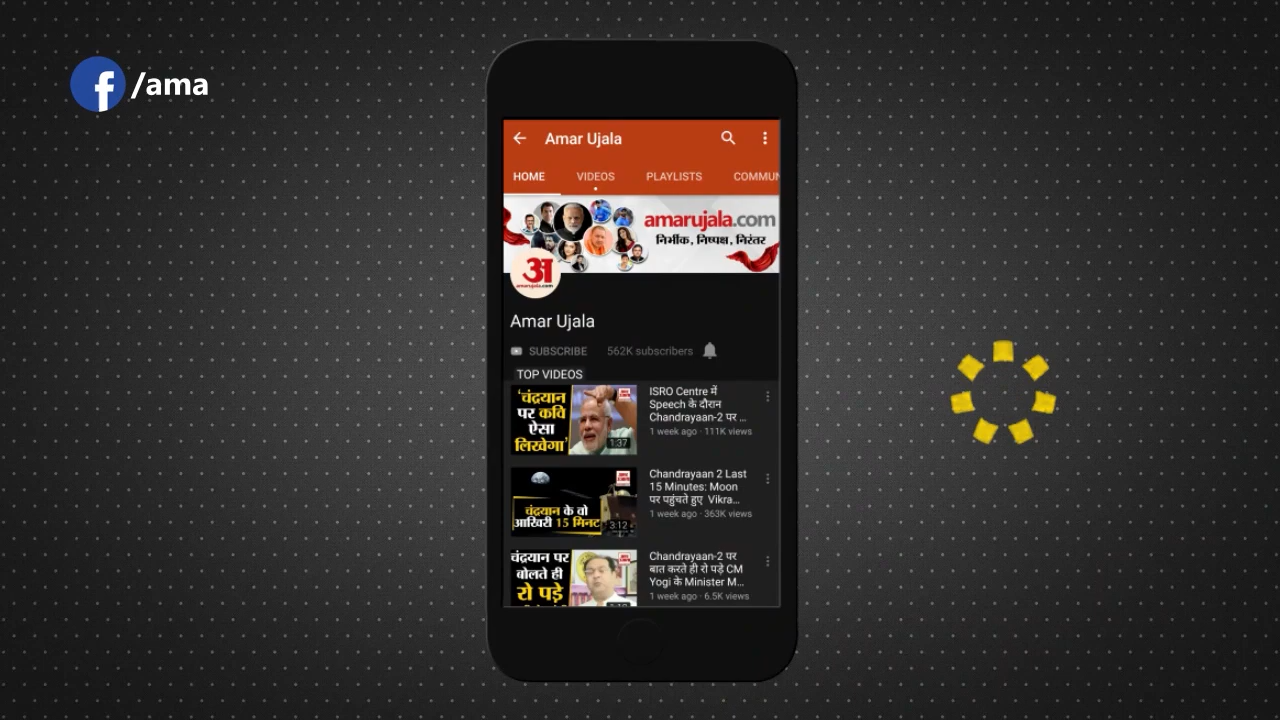 /ama
Amar Ujala
HOME VIDEOS PLAYLISTS COMMUN
amarujala.com
निर्भीक, निष्पक्ष, निरंतर
अ
amarujala.com
Amar Ujala
SUBSCRIBE 562K subscribers
TOP VIDEOS
'चंद्रयान
पर कवि
ऐसा
लिखेगा'
1:37
ISRO Centre में
Speech के दौरान
Chandrayaan-2 पर ...
1 week ago · 111K views
चंद्रयान के वो
आखिरी 15 मिनट
3:12
Chandrayaan 2 Last
15 Minutes: Moon
पर पहुंचते हुए Vikra...
1 week ago · 363K views
चंद्रयान पर
बोलते ही
रो पड़े
Chandrayaan-2 पर
बात करते ही रो पड़े CM
Yogi के Minister M...
1 week ago · 6.5K views